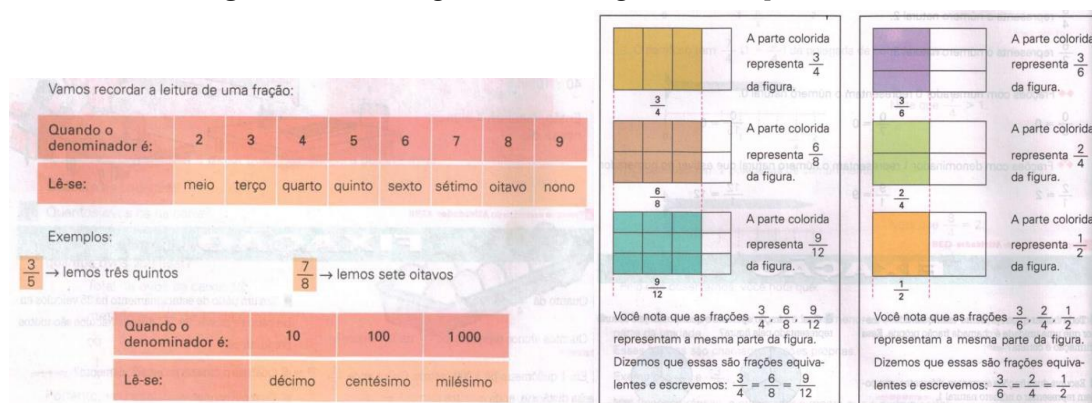 Vamos recordar a leitura de uma fração:
Quando o denominador é: 2 3 4 5 6 7 8 9
Lê-se: meio terço quarto quinto sexto sétimo oitavo nono
Exemplos:
3/5 → lemos três quintos
7/8 → lemos sete oitavos
Quando o denominador é: 10 100 1 000
Lê-se: décimo centésimo milésimo
A parte colorida
representa 3/4
da figura.
3/4
A parte colorida
representa 6/8
da figura.
6/8
A parte colorida
representa 9/12
da figura.
9/12
Você nota que as frações 3/4, 6/8, 9/12
representam a mesma parte da figura.
Dizemos que essas são frações equiva-
lentes e escrevemos: 3/4 = 6/8 = 9/12
A parte colorida
representa 3/6
da figura.
3/6
A parte colorida
representa 2/4
da figura.
2/4
A parte colorida
representa 1/2
da figura.
1/2
Você nota que as frações 3/6, 2/4, 1/2
representam a mesma parte da figura.
Dizemos que essas são frações equiva-
lentes e escrevemos: 3/6 = 2/4 = 1/2